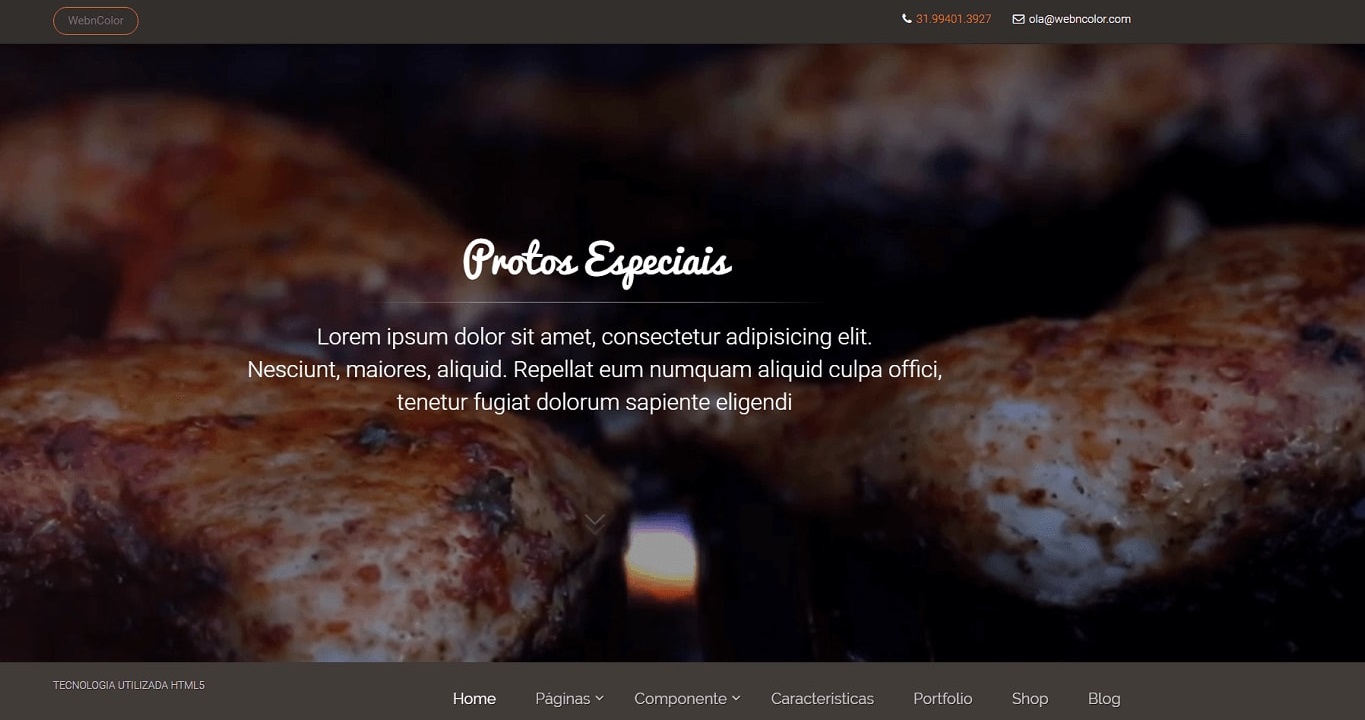 WebnColor
31.99401.3927
ola@webncolor.com
Protos Especiais
Lorem ipsum dolor sit amet, consectetur adipisicing elit.
Nesciunt, maiores, aliquid. Repellat eum numquam aliquid culpa offici,
tenetur fugiat dolorum sapiente eligendi
TECNOLOGIA UTILIZADA HTML5
Home Páginas Componente Caracteristicas Portfolio Shop Blog